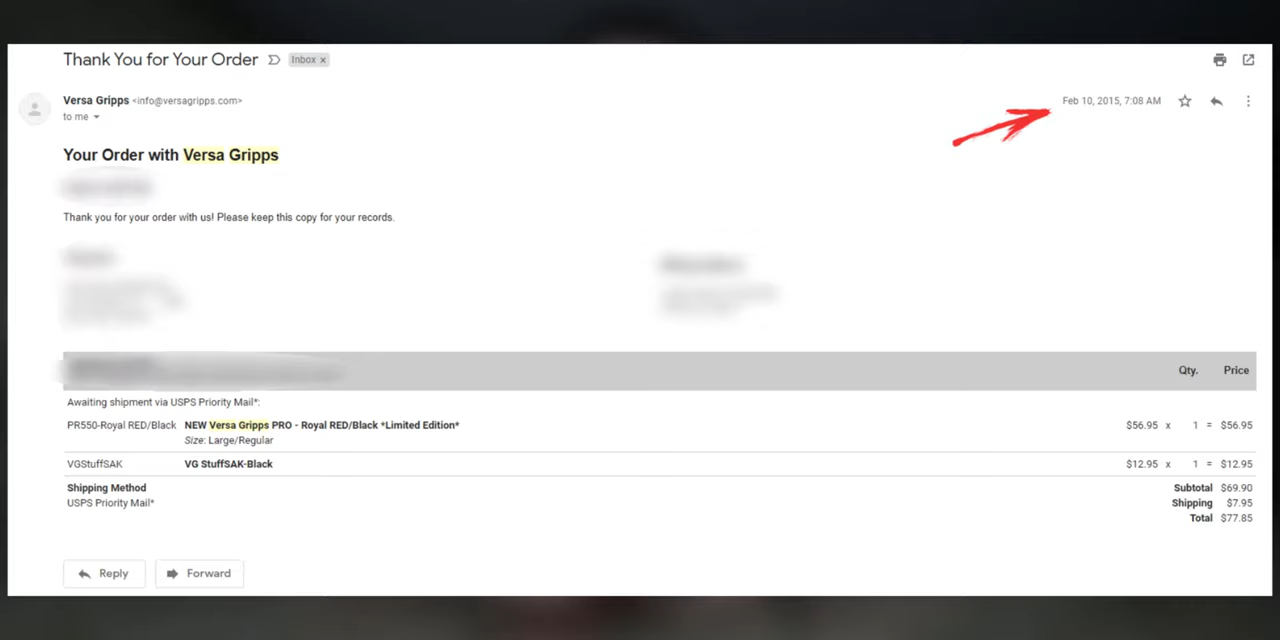 Thank You for Your Order Inbox x
Versa Gripps <info@versagripps.com> Feb 10, 2015, 7:08 AM
to me
Your Order with Versa Gripps
Thank you for your order with us! Please keep this copy for your records.
Qty. Price
Awaiting shipment via USPS Priority Mail*:
PR550-Royal RED/Black NEW Versa Gripps PRO - Royal RED/Black *Limited Edition* $56.95 x 1 = $56.95
Size: Large/Regular
VGStuffSAK VG StuffSAK-Black $12.95 x 1 = $12.95
Shipping Method Subtotal $69.90
USPS Priority Mail* Shipping $7.95
Total $77.85
Reply Forward